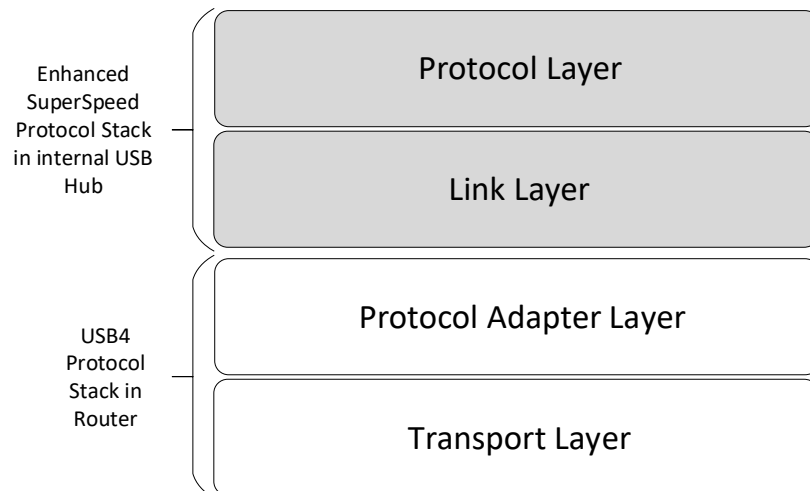 Protocol Layer
Enhanced
SuperSpeed
Protocol Stack
in internal USB
Hub
Link Layer
Protocol Adapter Layer
USB4
Protocol
Stack in
Router
Transport Layer